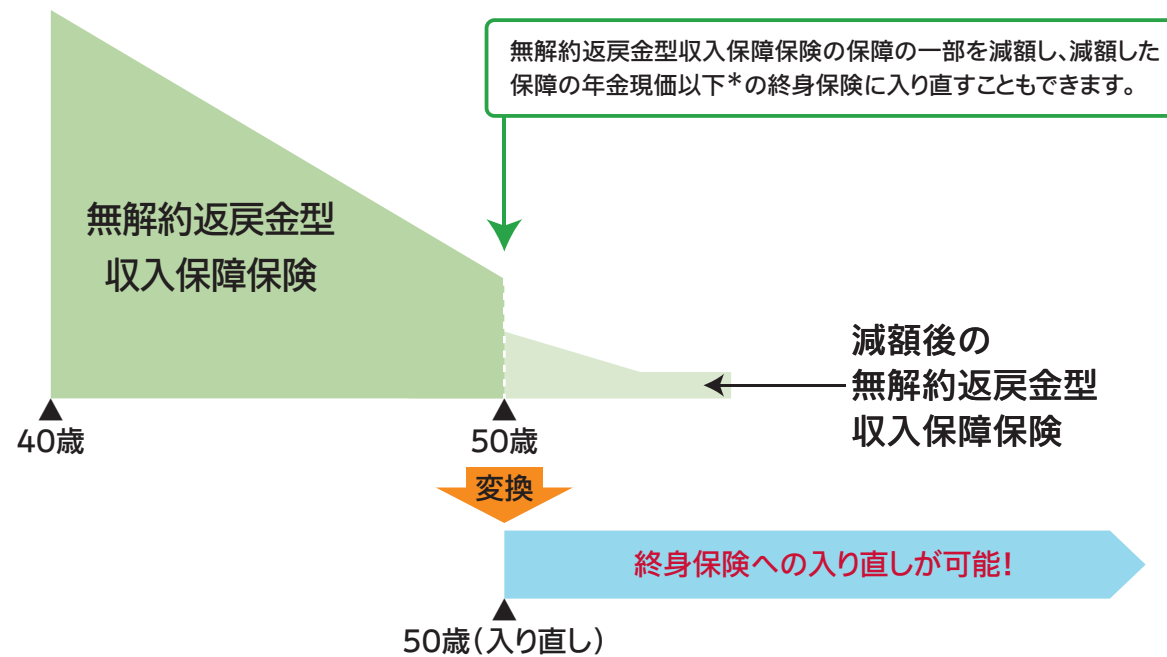 無解約返戻金型収入保障保険の保障の一部を減額し、減額した
保障の年金現価以下*の終身保険に入り直すこともできます。
無解約返戻金型
収入保障保険
減額後の
無解約返戻金型
収入保障保険
40歳
50歳
変換
終身保険への入り直しが可能!
50歳(入り直し)